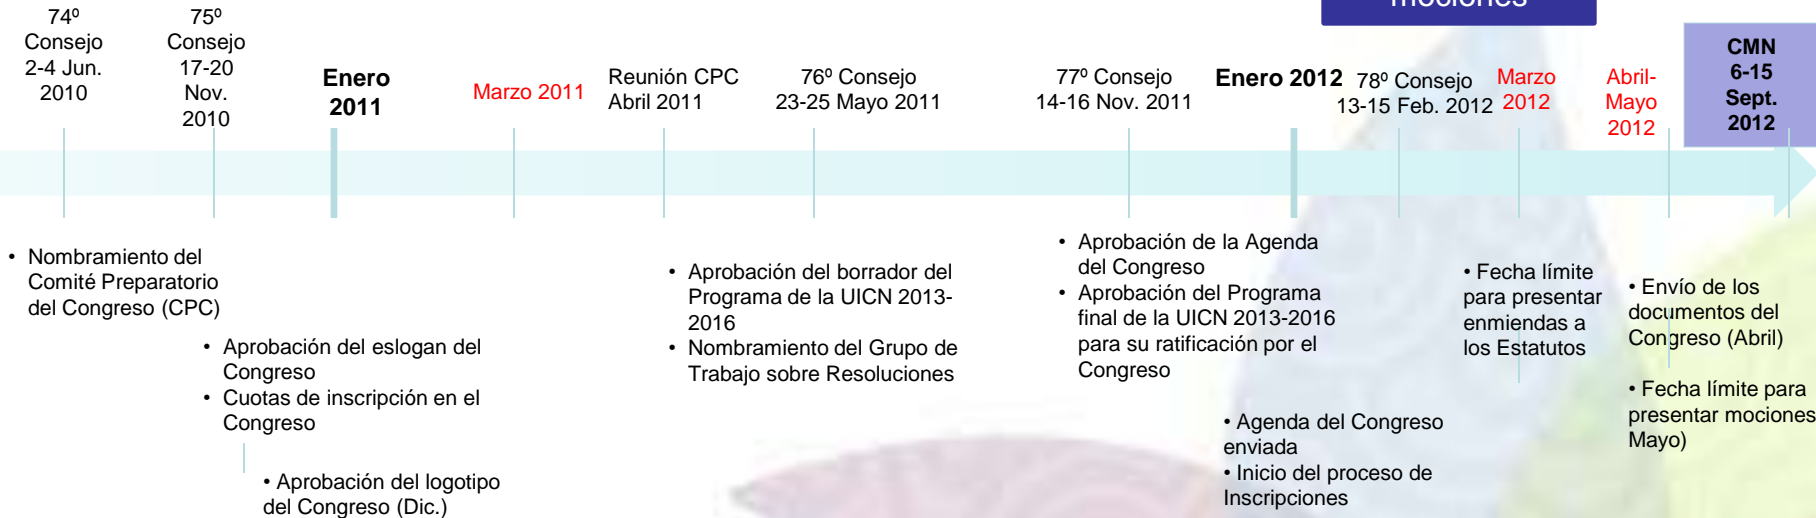 mociones
74º
Consejo
2-4 Jun.
2010
75º
Consejo
17-20
Nov.
2010
Enero
2011
Marzo 2011
Reunión CPC
Abril 2011
76º Consejo
23-25 Mayo 2011
77º Consejo
14-16 Nov. 2011
Enero 2012
78º Consejo
13-15 Feb. 2012
Marzo
2012
Abril-
Mayo
2012
CMN
6-15
Sept.
2012
• Nombramiento del
Comité Preparatorio
del Congreso (CPC)
• Aprobación del eslogan del
Congreso
• Cuotas de inscripción en el
Congreso
• Aprobación del logotipo
del Congreso (Dic.)
• Aprobación del borrador del
Programa de la UICN 2013-
2016
• Nombramiento del Grupo de
Trabajo sobre Resoluciones
• Aprobación de la Agenda
del Congreso
• Aprobación del Programa
final de la UICN 2013-2016
para su ratificación por el
Congreso
• Agenda del Congreso
enviada
• Inicio del proceso de
Inscripciones
• Fecha límite
para presentar
enmiendas a
los Estatutos
• Envío de los
documentos del
Congreso (Abril)
• Fecha límite para
presentar mociones
Mayo)